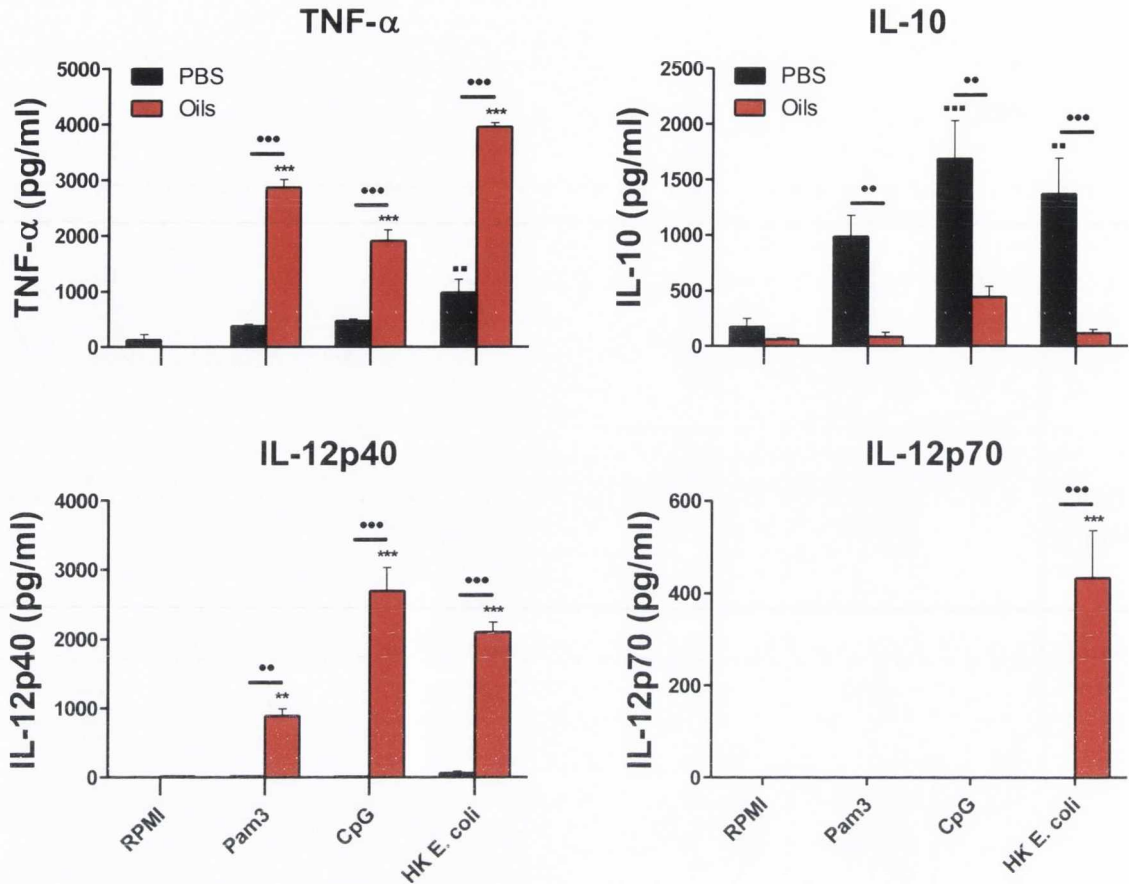 TNF-α
5000
4000
3000
2000
1000
0
TNF-α (pg/ml)
PBS
Oils
•••
***
•••
***
▪▪
•••
***
IL-10
2500
2000
1500
1000
500
0
IL-10 (pg/ml)
PBS
Oils
••
▪▪▪
••
▪▪
•••
IL-12p40
4000
3000
2000
1000
0
IL-12p40 (pg/ml)
••
**
•••
***
•••
***
RPMI
Pam3
CpG
HK E. coli
IL-12p70
600
400
200
0
IL-12p70 (pg/ml)
•••
***
RPMI
Pam3
CpG
HK E. coli